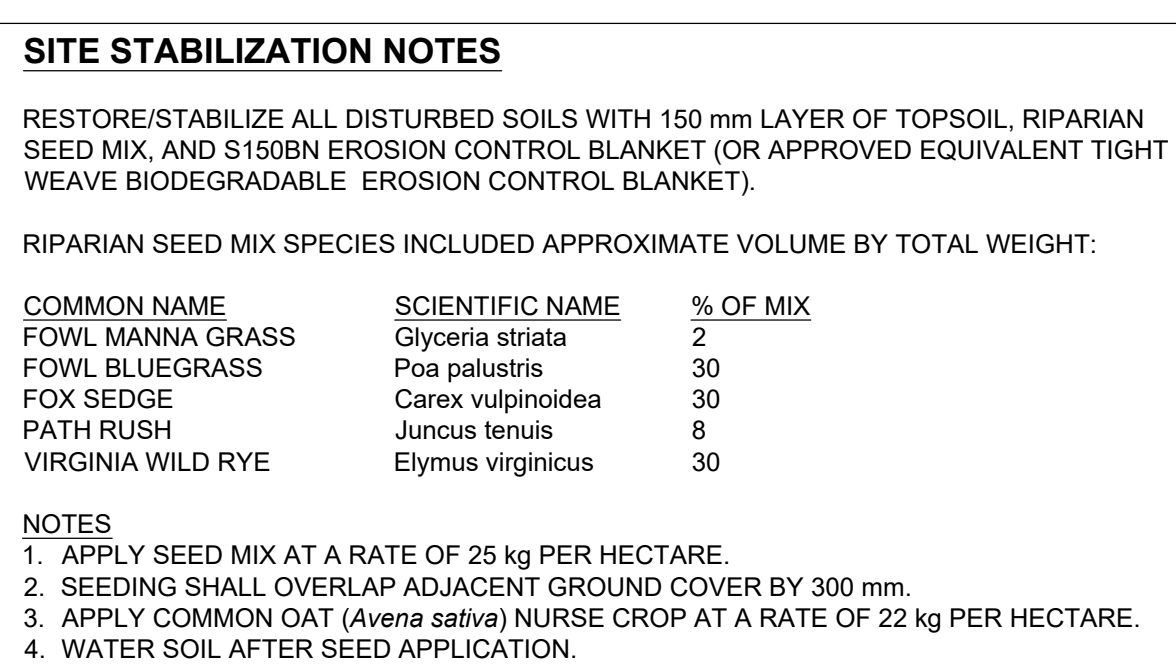 SITE STABILIZATION NOTES
RESTORE/STABILIZE ALL DISTURBED SOILS WITH 150 mm LAYER OF TOPSOIL, RIPARIAN
SEED MIX, AND S150BN EROSION CONTROL BLANKET (OR APPROVED EQUIVALENT TIGHT
WEAVE BIODEGRADABLE EROSION CONTROL BLANKET).
RIPARIAN SEED MIX SPECIES INCLUDED APPROXIMATE VOLUME BY TOTAL WEIGHT:
COMMON NAME SCIENTIFIC NAME % OF MIX
FOWL MANNA GRASS Glyceria striata 2
FOWL BLUEGRASS Poa palustris 30
FOX SEDGE Carex vulpinoidea 30
PATH RUSH Juncus tenuis 8
VIRGINIA WILD RYE Elymus virginicus 30
NOTES
1. APPLY SEED MIX AT A RATE OF 25 kg PER HECTARE.
2. SEEDING SHALL OVERLAP ADJACENT GROUND COVER BY 300 mm.
3. APPLY COMMON OAT (Avena sativa) NURSE CROP AT A RATE OF 22 kg PER HECTARE.
4. WATER SOIL AFTER SEED APPLICATION.